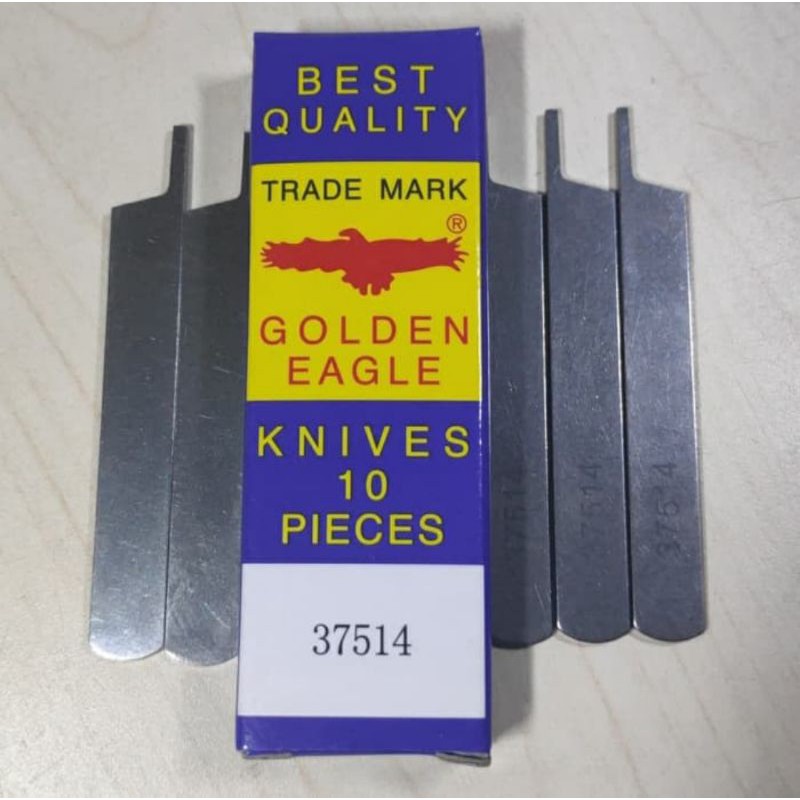 BEST
QUALITY
TRADE MARK
®
GOLDEN
EAGLE
KNIVES
10
PIECES
37514
37514
37514
37514